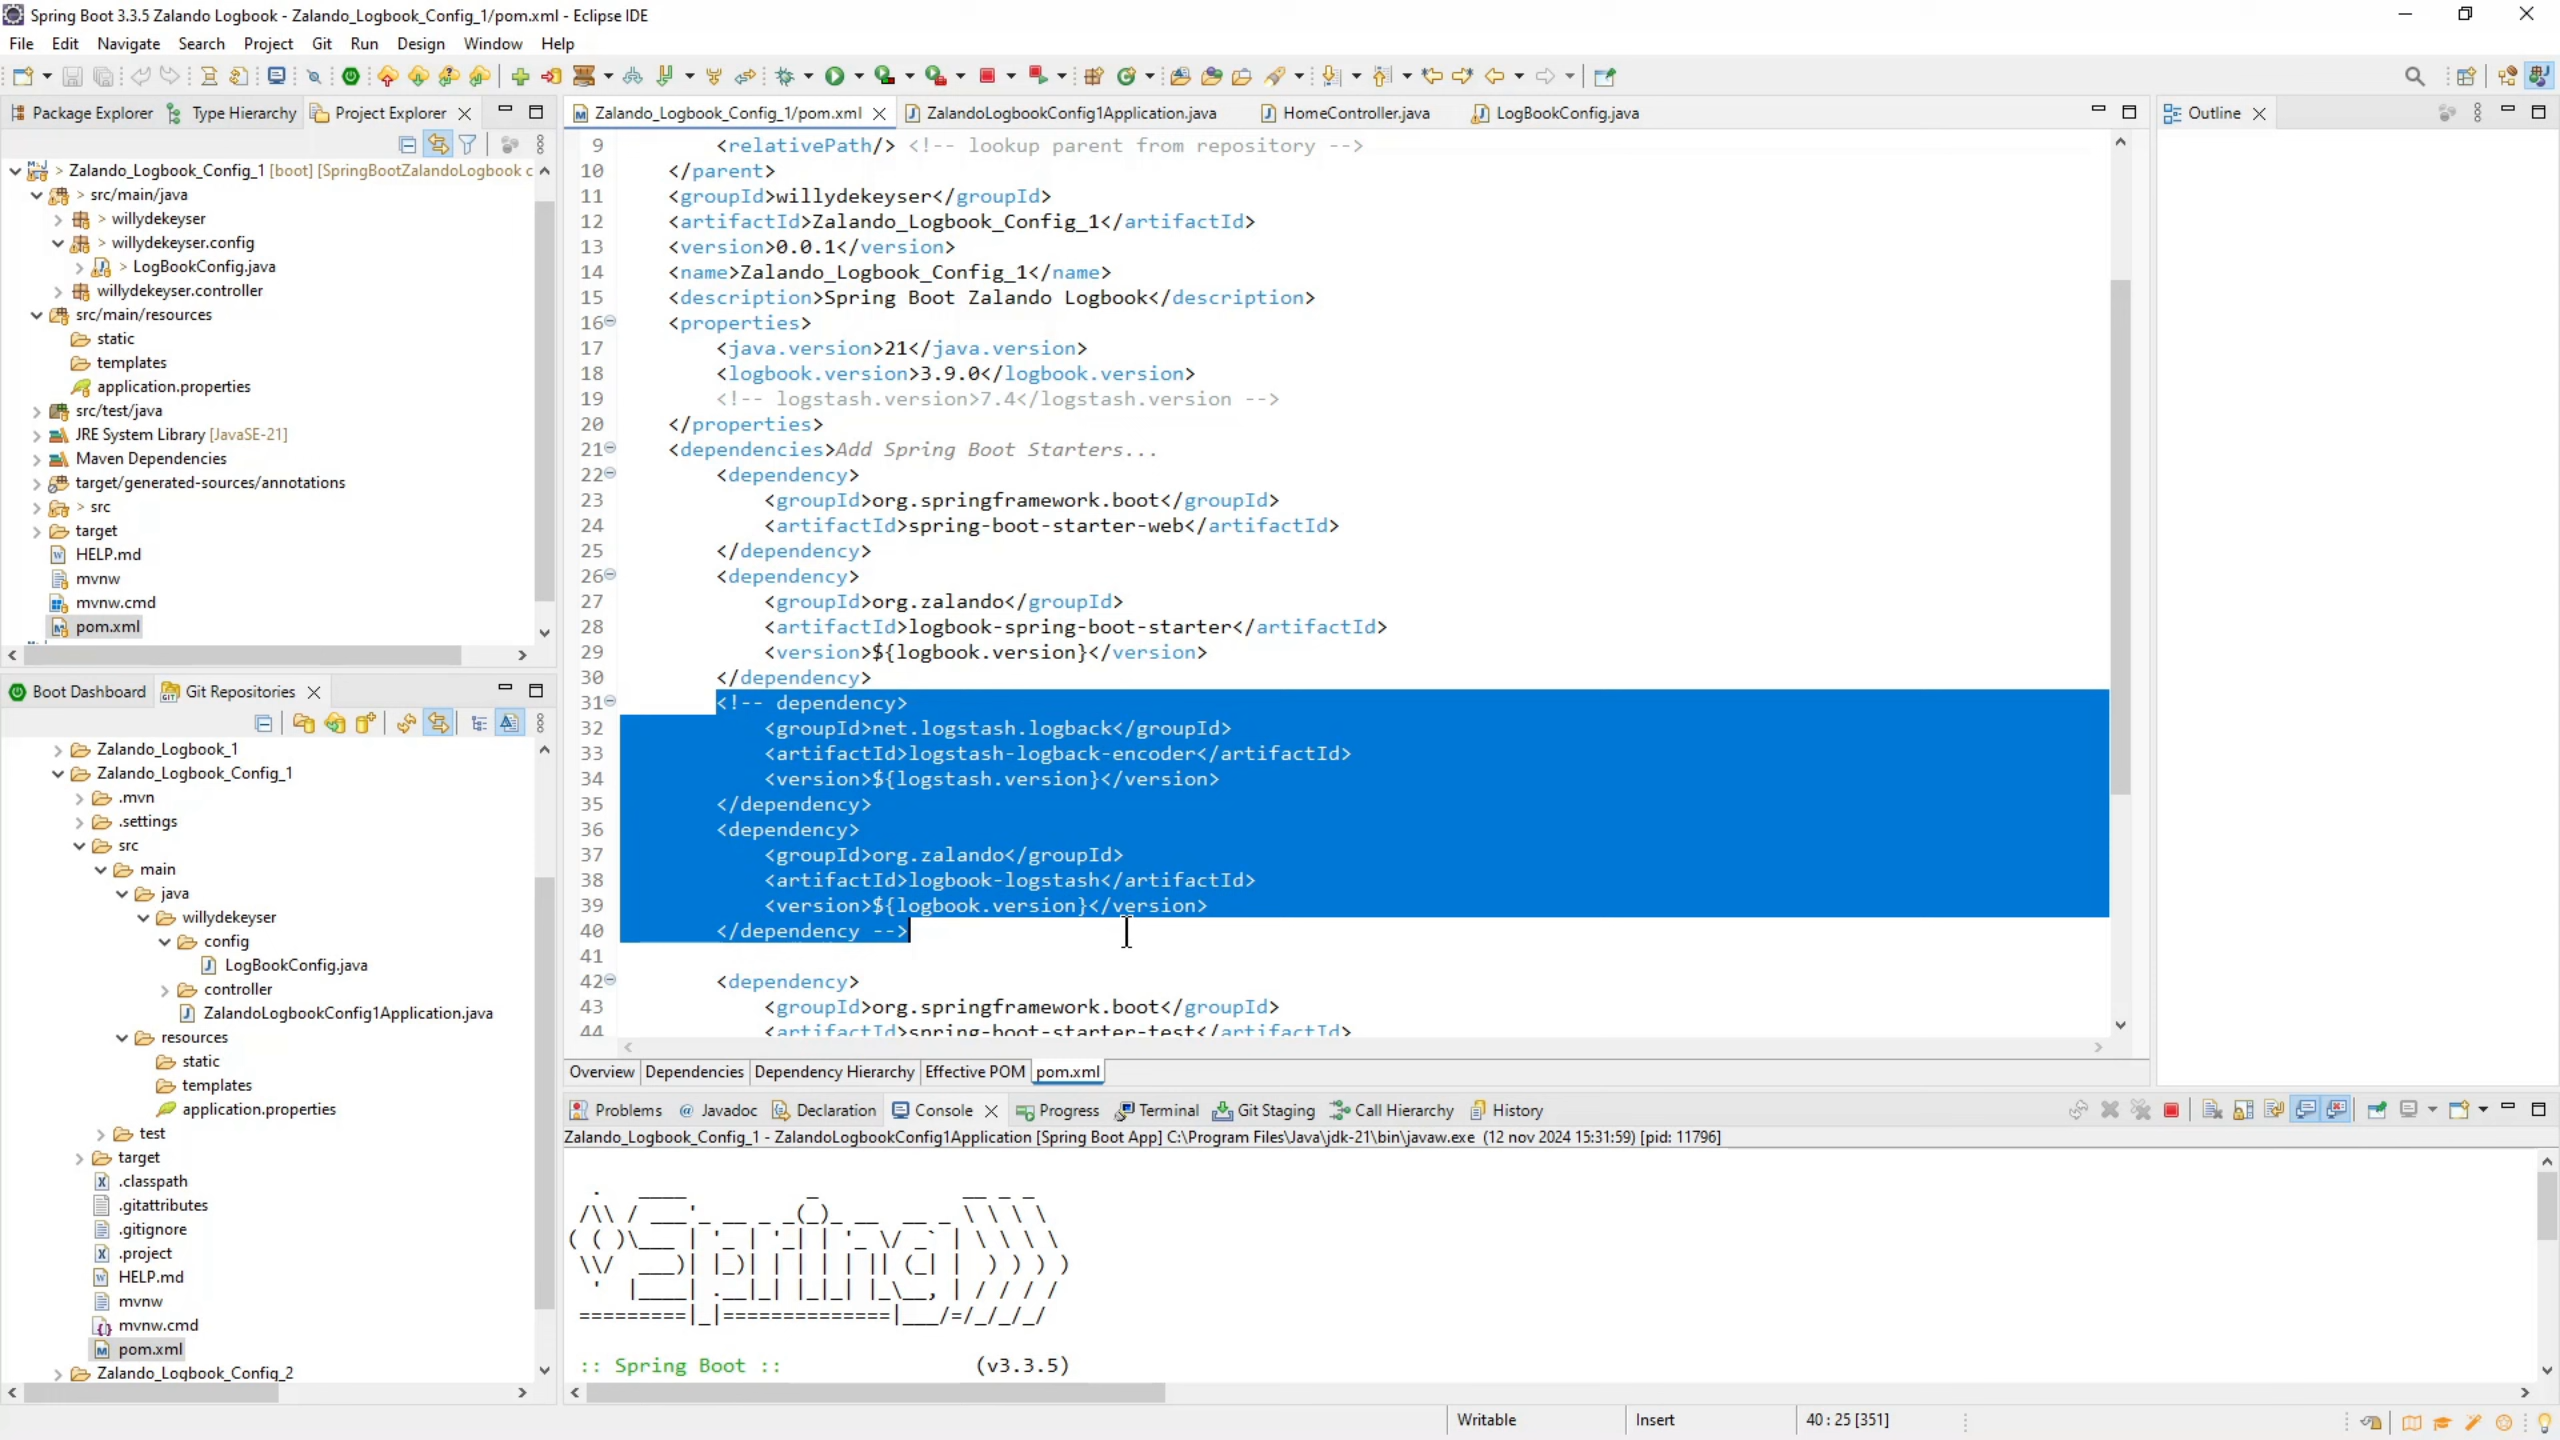 Spring Boot 3.3.5 Zalando Logbook - Zalando_Logbook_Config_1/pom.xml - Eclipse IDE
File Edit Navigate Search Project Git Run Design Window Help
Package Explorer Type Hierarchy Project Explorer
> Zalando_Logbook_Config_1 [boot] [SpringBootZalandoLogbook c
> src/main/java
> willydekeyser
> willydekeyser.config
> LogBookConfig.java
willydekeyser.controller
src/main/resources
static
templates
application.properties
src/test/java
JRE System Library [JavaSE-21]
Maven Dependencies
target/generated-sources/annotations
> src
target
HELP.md
mvnw
mvnw.cmd
pom.xml
Boot Dashboard Git Repositories
Zalando_Logbook_1
Zalando_Logbook_Config_1
.mvn
.settings
src
main
java
willydekeyser
config
LogBookConfig.java
controller
ZalandoLogbookConfig1Application.java
resources
static
templates
application.properties
test
target
.classpath
.gitattributes
.gitignore
.project
HELP.md
mvnw
mvnw.cmd
pom.xml
Zalando_Logbook_Config_2
Zalando_Logbook_Config_1/pom.xml ZalandoLogbookConfig1Application.java HomeController.java LogBookConfig.java
9 <relativePath/> <!-- lookup parent from repository -->
10 </parent>
11 <groupId>willydekeyser</groupId>
12 <artifactId>Zalando_Logbook_Config_1</artifactId>
13 <version>0.0.1</version>
14 <name>Zalando_Logbook_Config_1</name>
15 <description>Spring Boot Zalando Logbook</description>
16 <properties>
17 <java.version>21</java.version>
18 <logbook.version>3.9.0</logbook.version>
19 <!-- logstash.version>7.4</logstash.version -->
20 </properties>
21 <dependencies>Add Spring Boot Starters...
22 <dependency>
23 <groupId>org.springframework.boot</groupId>
24 <artifactId>spring-boot-starter-web</artifactId>
25 </dependency>
26 <dependency>
27 <groupId>org.zalando</groupId>
28 <artifactId>logbook-spring-boot-starter</artifactId>
29 <version>${logbook.version}</version>
30 </dependency>
31 <!-- dependency>
32 <groupId>net.logstash.logback</groupId>
33 <artifactId>logstash-logback-encoder</artifactId>
34 <version>${logstash.version}</version>
35 </dependency>
36 <dependency>
37 <groupId>org.zalando</groupId>
38 <artifactId>logbook-logstash</artifactId>
39 <version>${logbook.version}</version>
40 </dependency -->
41
42 <dependency>
43 <groupId>org.springframework.boot</groupId>
44 <artifactId>spring-boot-starter-test</artifactId>
Overview Dependencies Dependency Hierarchy Effective POM pom.xml
Outline
Problems Javadoc Declaration Console Progress Terminal Git Staging Call Hierarchy History
Zalando_Logbook_Config_1 - ZalandoLogbookConfig1Application [Spring Boot App] C:\Program Files\Java\jdk-21\bin\javaw.exe (12 nov 2024 15:31:59) [pid: 11796]
Spring
:: Spring Boot :: (v3.3.5)
Writable Insert 40 : 25 [351]